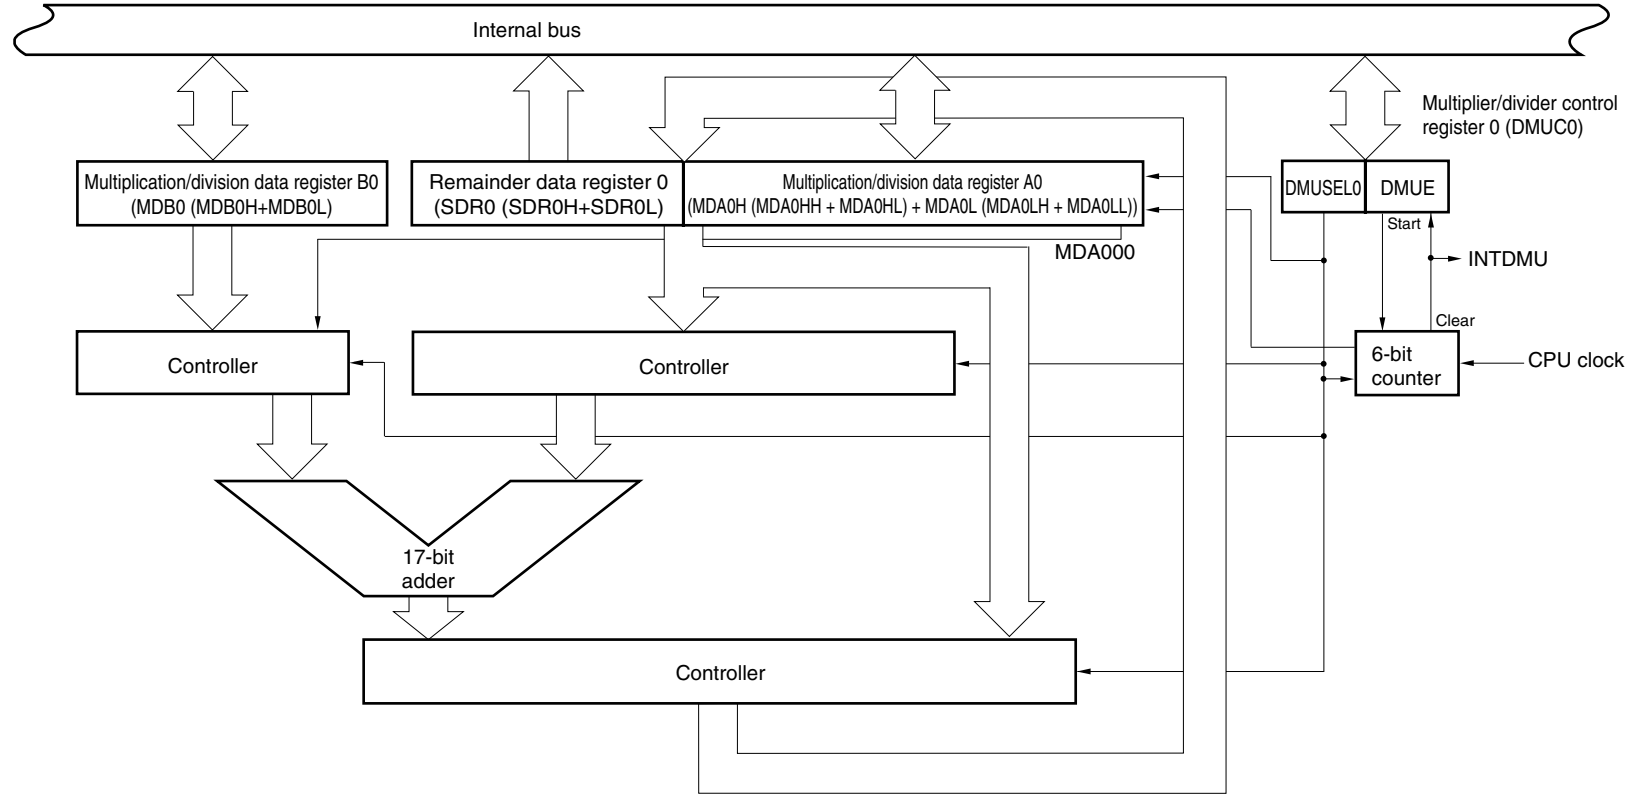 Internal bus
Multiplier/divider control
register 0 (DMUC0)
Multiplication/division data register B0
(MDB0 (MDB0H+MDB0L)
Remainder data register 0
(SDR0 (SDR0H+SDR0L)
Multiplication/division data register A0
(MDA0H (MDA0HH + MDA0HL) + MDA0L (MDA0LH + MDA0LL))
DMUSEL0
DMUE
Start
MDA000
INTDMU
Clear
Controller
Controller
6-bit
counter
CPU clock
17-bit
adder
Controller